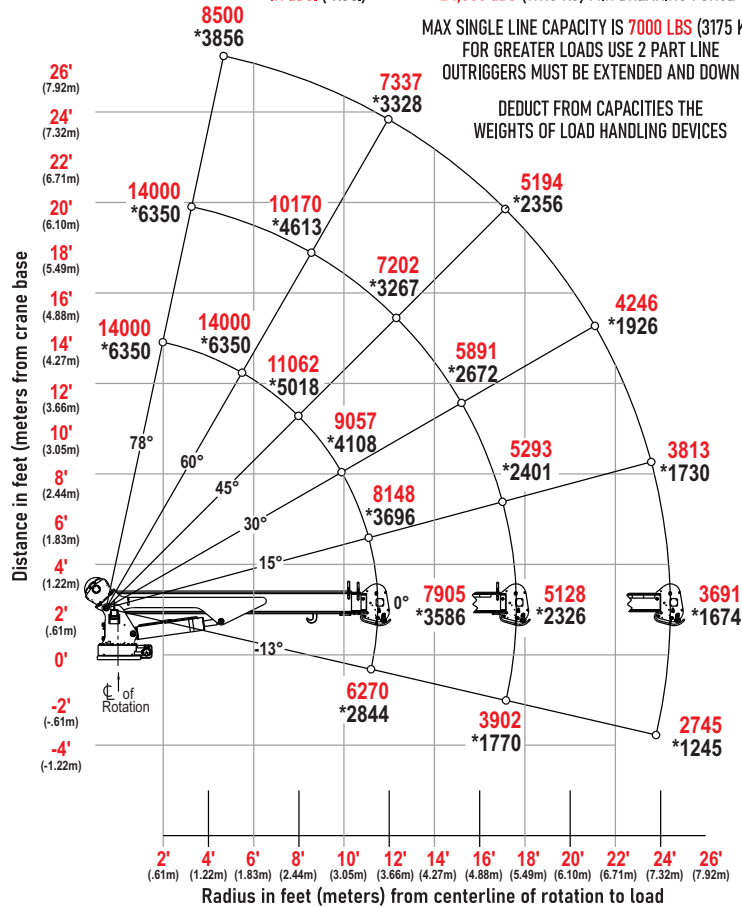 MAX SINGLE LINE CAPACITY IS 7000 LBS (3175 K
FOR GREATER LOADS USE 2 PART LINE
OUTRIGGERS MUST BE EXTENDED AND DOWN
DEDUCT FROM CAPACITIES THE
WEIGHTS OF LOAD HANDLING DEVICES
8500
*3856
7337
*3328
5194
*2356
4246
*1926
3813
*1730
3691
*1674
2745
*1245
14000
*6350
10170
*4613
7202
*3267
5891
*2672
5293
*2401
5128
*2326
3902
*1770
14000
*6350
14000
*6350
11062
*5018
9057
*4108
8148
*3696
7905
*3586
6270
*2844
78°
60°
45°
30°
15°
0°
-13°
Distance in feet (meters from crane base)
26'
(7.92m)
24'
(7.32m)
22'
(6.71m)
20'
(6.10m)
18'
(5.49m)
16'
(4.88m)
14'
(4.27m)
12'
(3.66m)
10'
(3.05m)
8'
(2.44m)
6'
(1.83m)
4'
(1.22m)
2'
(.61m)
0'
-2'
(-.61m)
-4'
(-1.22m)
℄ of
Rotation
2' 4' 6' 8' 10' 12' 14' 16' 18' 20' 22' 24' 26'
(.61m) (1.22m) (1.83m) (2.44m) (3.05m) (3.66m) (4.27m) (4.88m) (5.49m) (6.10m) (6.71m) (7.32m) (7.92m)
Radius in feet (meters) from centerline of rotation to load